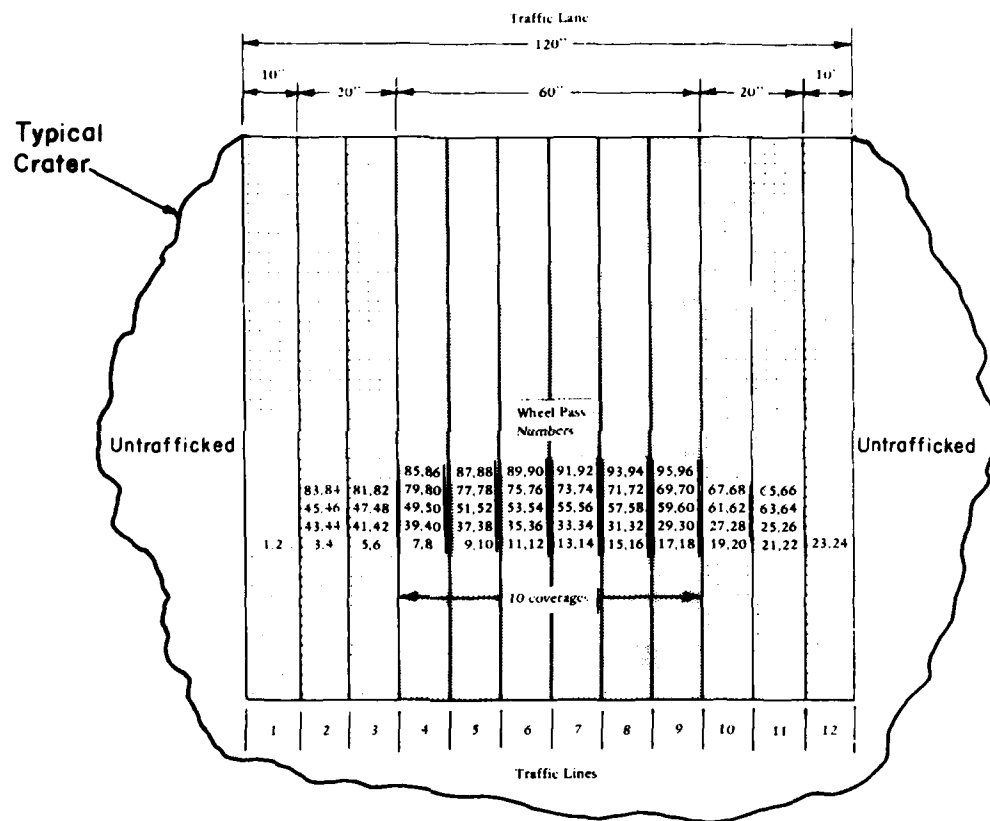 Traffic Lane
120"
10" 20" 60" 20" 10'
Typical
Crater
Wheel Pass
Numbers
Untrafficked Untrafficked
85,86 87,88 89,90 91,92 93,94 95,96
83,84 81,82 79,80 77,78 75,76 73,74 71,72 69,70 67,68 65,66
45,46 47,48 49,50 51,52 53,54 55,56 57,58 59,60 61,62 63,64
43,44 41,42 39,40 37,38 35,36 33,34 31,32 29,30 27,28 25,26
1,2 3,4 5,6 7,8 9,10 11,12 13,14 15,16 17,18 19,20 21,22 23,24
10 coverages
1 2 3 4 5 6 7 8 9 10 11 12
Traffic Lines